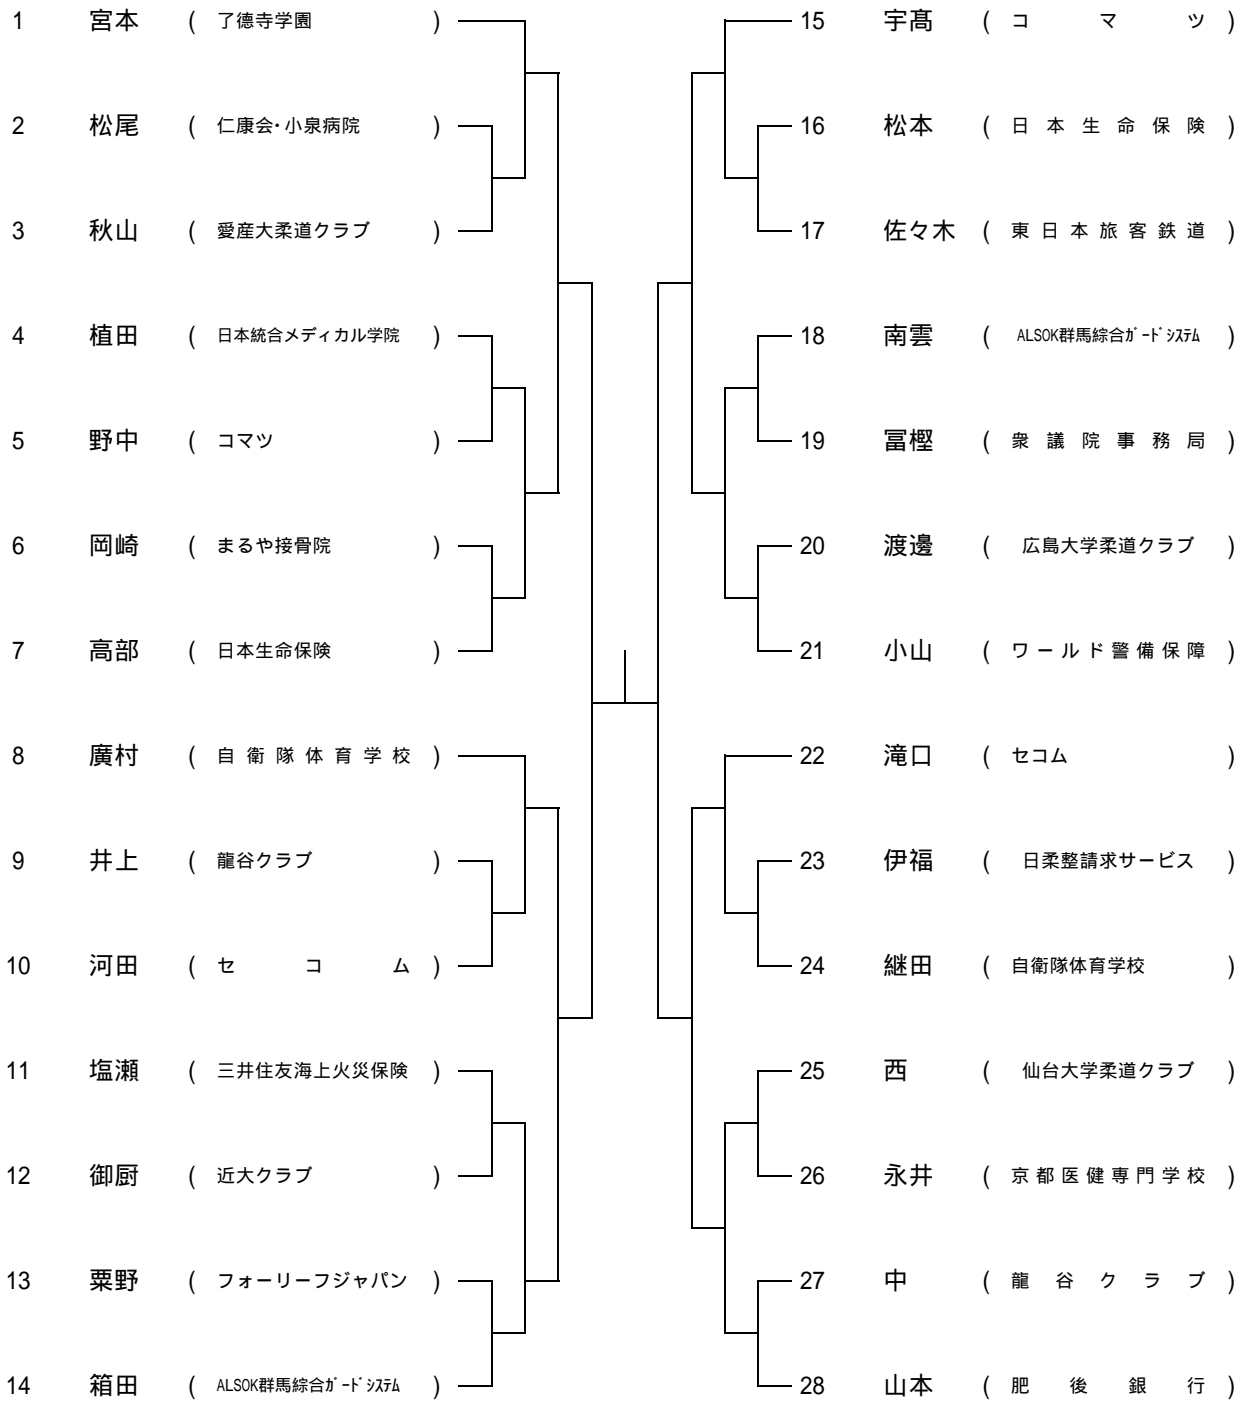 1 宮本 ( 了德寺学園 )
2 松尾 ( 仁康会・小泉病院 )
3 秋山 ( 愛産大柔道クラブ )
4 植田 ( 日本統合メディカル学院 )
5 野中 ( コマツ )
6 岡崎 ( まるや接骨院 )
7 高部 ( 日本生命保険 )
8 廣村 ( 自衛隊体育学校 )
9 井上 ( 龍谷クラブ )
10 河田 ( セコム )
11 塩瀬 ( 三井住友海上火災保険 )
12 御厨 ( 近大クラブ )
13 粟野 ( フォーリーフジャパン )
14 箱田 ( ALSOK群馬綜合ｶﾞｰﾄﾞｼｽﾃﾑ )
15 宇髙 ( コマツ )
16 松本 ( 日本生命保険 )
17 佐々木 ( 東日本旅客鉄道 )
18 南雲 ( ALSOK群馬綜合ｶﾞｰﾄﾞｼｽﾃﾑ )
19 冨樫 ( 衆議院事務局 )
20 渡邊 ( 広島大学柔道クラブ )
21 小山 ( ワールド警備保障 )
22 滝口 ( セコム )
23 伊福 ( 日柔整請求サービス )
24 継田 ( 自衛隊体育学校 )
25 西 ( 仙台大学柔道クラブ )
26 永井 ( 京都医健専門学校 )
27 中 ( 龍谷クラブ )
28 山本 ( 肥後銀行 )